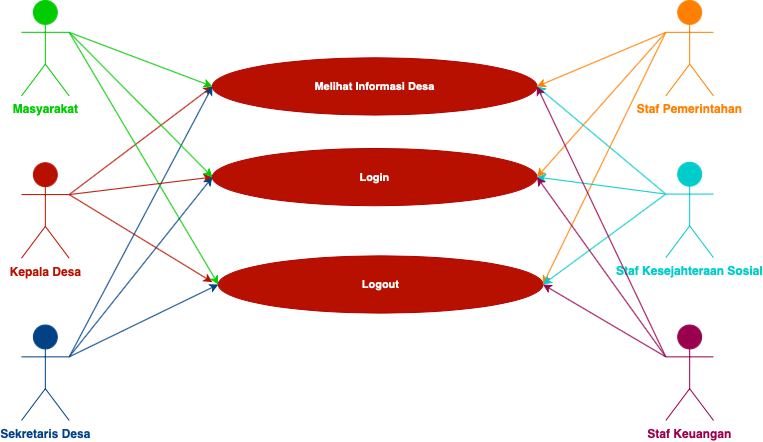 Melihat Informasi Desa
Masyarakat
Staf Pemerintahan
Login
Kepala Desa
Staf Kesejahteraan Sosial
Logout
Sekretaris Desa
Staf Keuangan